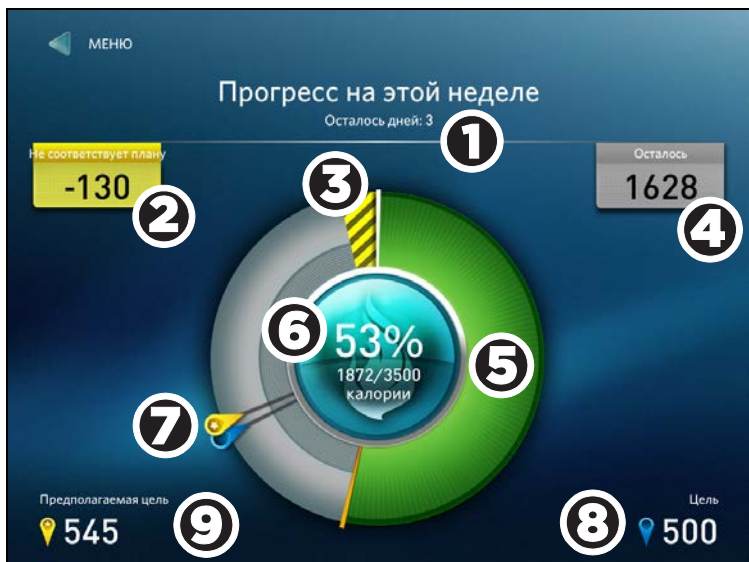 МЕНЮ
Прогресс на этой неделе
Осталось дней: 3
1
Не соответствует плану
-130
2
3
Осталось
1628
4
6
53%
1872/3500
калории
5
7
Предполагаемая цель
545
9
8
Цель
500